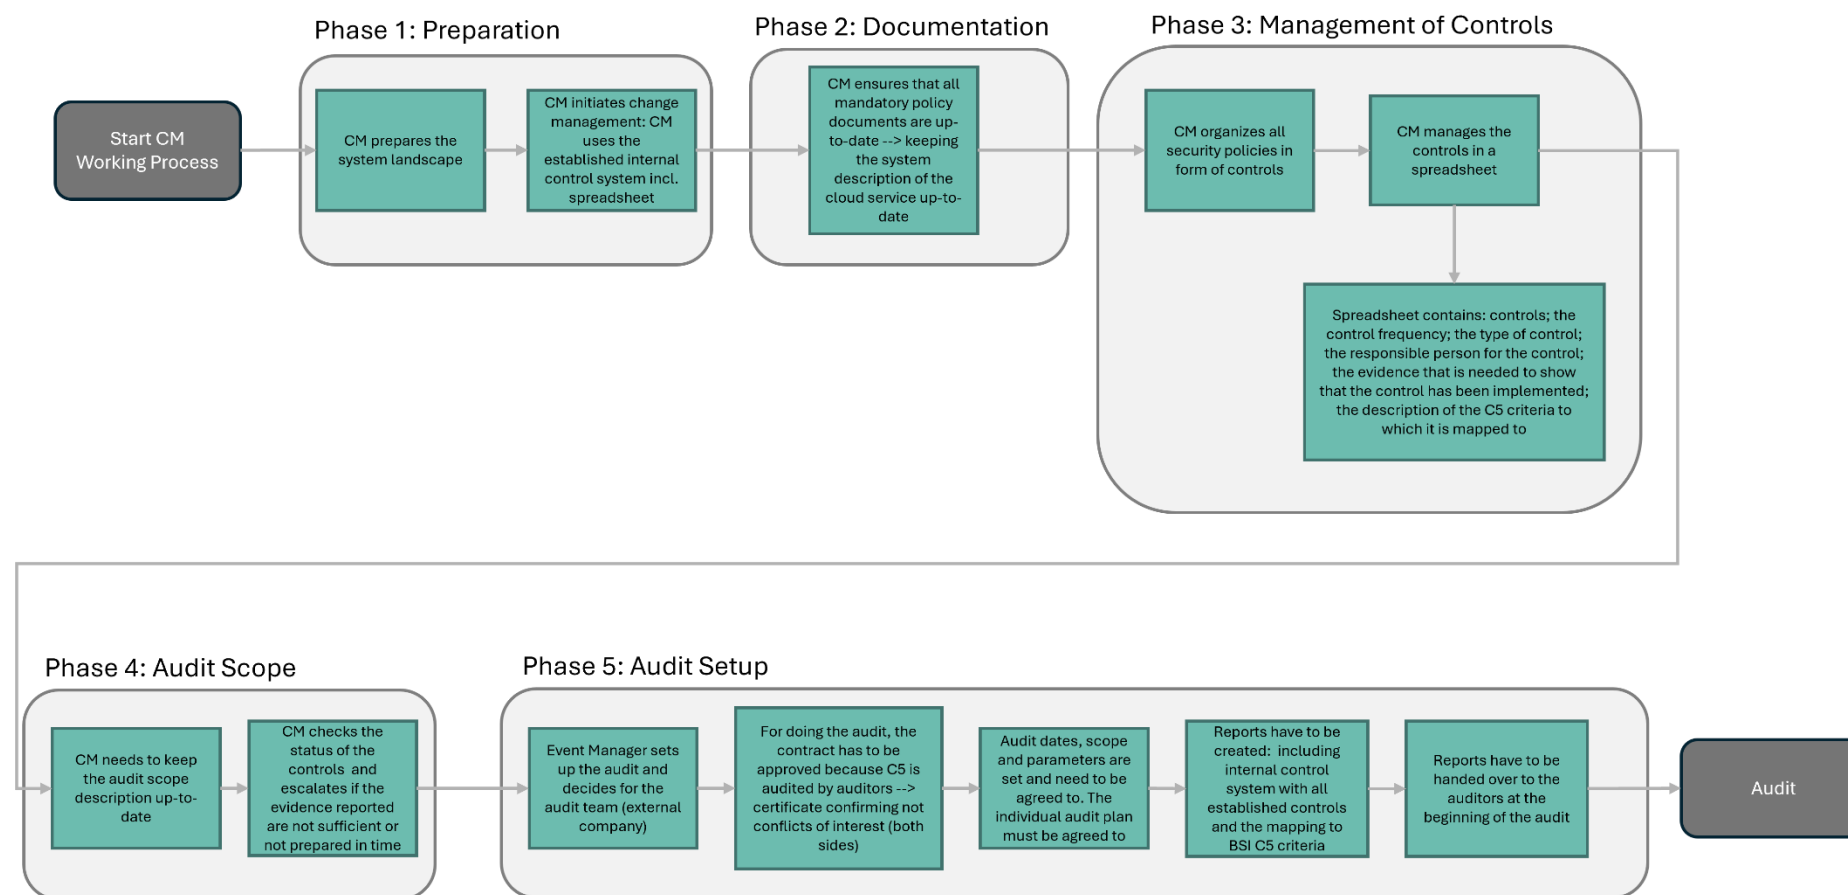 Phase 1: Preparation
Phase 2: Documentation
Phase 3: Management of Controls
Start CM
Working Process
CM prepares the
system landscape
CM initiates change
management: CM
uses the
established internal
control system incl.
spreadsheet
CM ensures that all
mandatory policy
documents are up-
to-date --> keeping
the system
description of the
cloud service up-to-
date
CM organizes all
security policies in
form of controls
CM manages the
controls in a
spreadsheet
Spreadsheet contains: controls; the
control frequency; the type of control;
the responsible person for the control;
the evidence that is needed to show
that the control has been implemented;
the description of the C5 criteria to
which it is mapped to
Phase 4: Audit Scope
Phase 5: Audit Setup
CM needs to keep
the audit scope
description up-to-
date
CM checks the
status of the
controls and
escalates if the
evidence reported
are not sufficient or
not prepared in time
Event Manager sets
up the audit and
decides for the
audit team (external
company)
For doing the audit, the
contract has to be
approved because C5 is
audited by auditors -->
certificate confirming not
conflicts of interest (both
sides)
Audit dates, scope
and parameters are
set and need to be
agreed to. The
individual audit plan
must be agreed to
Reports have to be
created: including
internal control
system with all
established controls
and the mapping to
BSI C5 criteria
Reports have to be
handed over to the
auditors at the
beginning of the audit
Audit